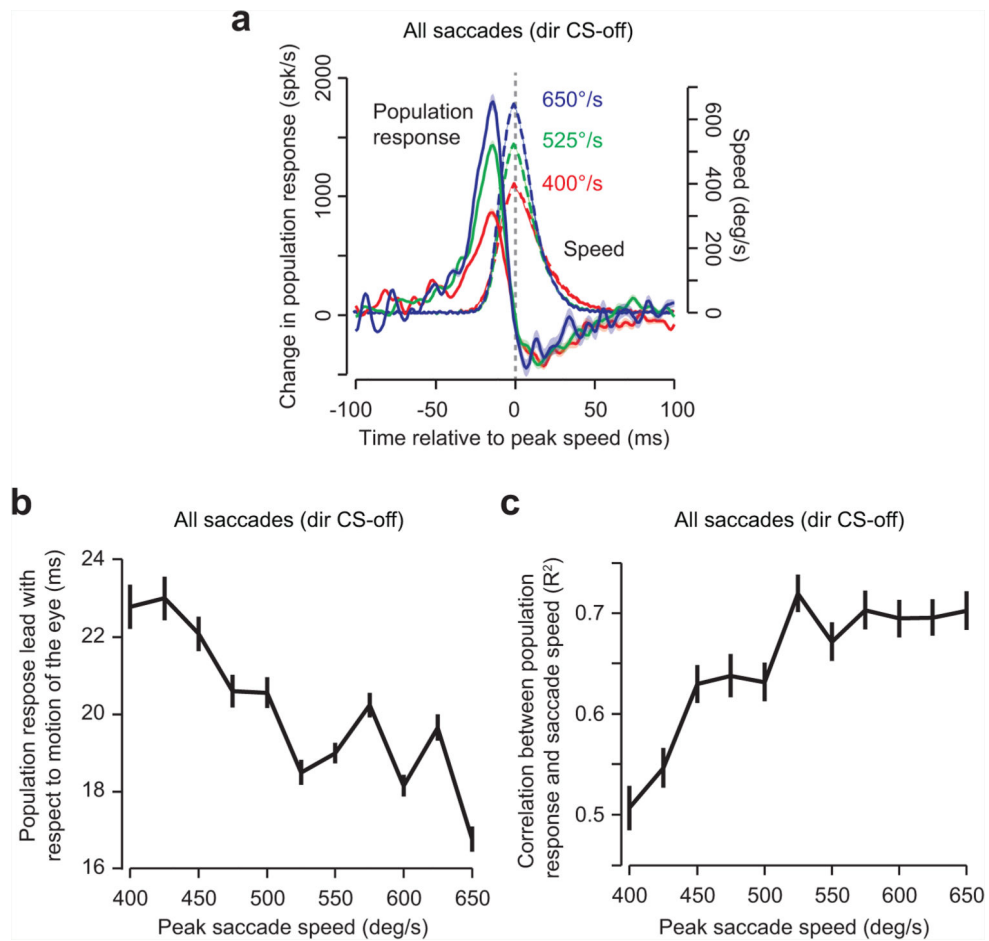 a
All saccades (dir CS-off)
Change in population response (spk/s)
2000
1000
0
Population
response
650°/s
525°/s
400°/s
Speed
600
400
200
0
Speed (deg/s)
-100
-50
0
50
100
Time relative to peak speed (ms)
b
All saccades (dir CS-off)
Population respose lead with
respect to motion of the eye (ms)
24
22
20
18
16
400
450
500
550
600
650
Peak saccade speed (deg/s)
c
All saccades (dir CS-off)
Correlation between population
response and saccade speed (R²)
0.7
0.6
0.5
400
450
500
550
600
650
Peak saccade speed (deg/s)